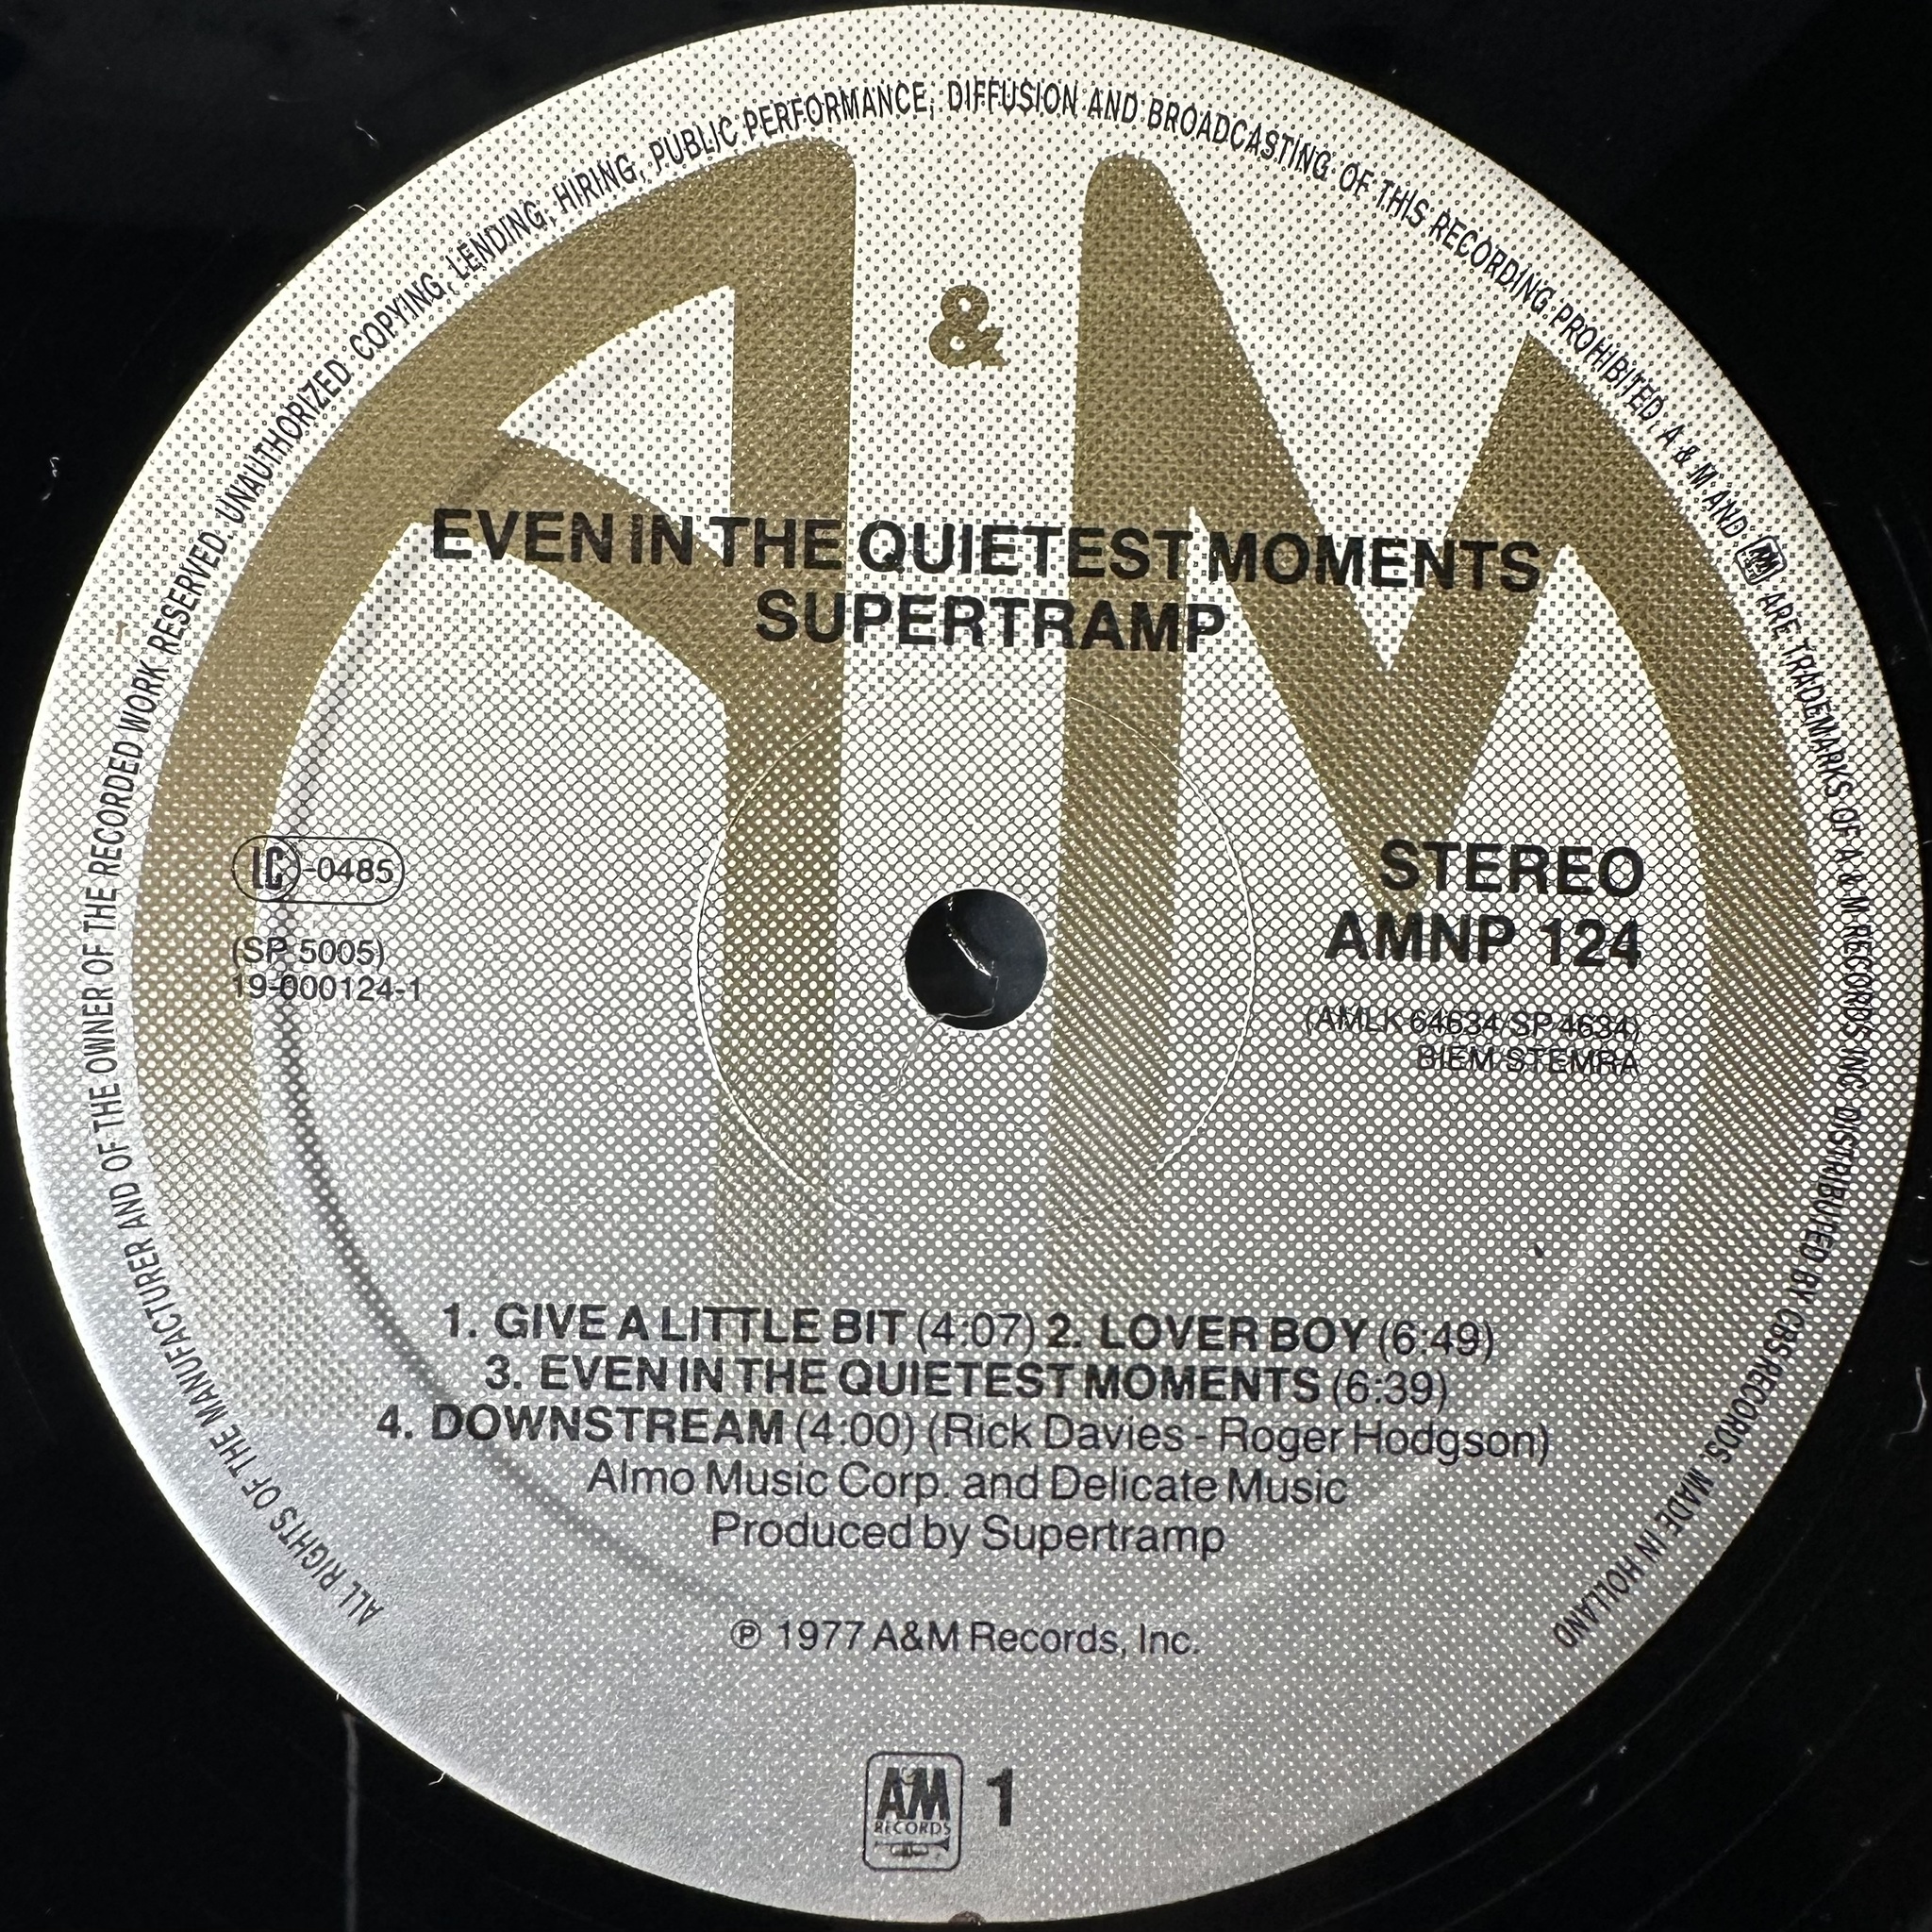 ALL RIGHTS OF THE MANUFACTURER AND OF THE OWNER OF THE RECORDED WORK RESERVED. UNAUTHORIZED COPYING, LENDING, HIRING, PUBLIC PERFORMANCE, DIFFUSION AND BROADCASTING OF THIS RECORDING PROHIBITED. A & M AND AM RECORDS ARE TRADEMARKS OF A & M RECORDS INC. DISTRIBUTED BY CBS RECORDS. MADE IN HOLLAND
A & M
EVEN IN THE QUIETEST MOMENTS
SUPERTRAMP
LC -0485
(SP 5005)
19-000124-1
STEREO
AMNP 124
(AMLK 64634/SP 4634)
BIEM/STEMRA
1. GIVE A LITTLE BIT (4:07) 2. LOVER BOY (6:49)
3. EVEN IN THE QUIETEST MOMENTS (6:39)
4. DOWNSTREAM (4:00) (Rick Davies - Roger Hodgson)
Almo Music Corp. and Delicate Music
Produced by Supertramp
℗ 1977 A&M Records, Inc.
AM 1
RECORDS